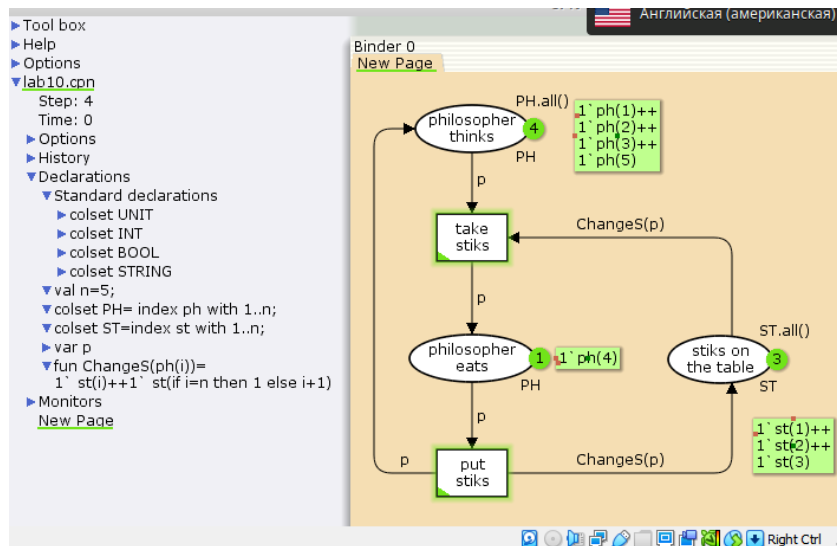 Английская (американская)
Tool box
Help
Options
lab10.cpn
Step: 4
Time: 0
Options
History
Declarations
Standard declarations
colset UNIT
colset INT
colset BOOL
colset STRING
val n=5;
colset PH= index ph with 1..n;
colset ST=index st with 1..n;
var p
fun ChangeS(ph(i))=
1` st(i)++1` st(if i=n then 1 else i+1)
Monitors
New Page
Binder 0
New Page
PH.all()
philosopher
thinks
4
PH
1`ph(1)++
1`ph(2)++
1`ph(3)++
1`ph(5)
p
take
stiks
ChangeS(p)
p
philosopher
eats
1
PH
1`ph(4)
ST.all()
stiks on
the table
3
ST
1`st(1)++
1`st(2)++
1`st(3)
p
p
put
stiks
ChangeS(p)
Right Ctrl